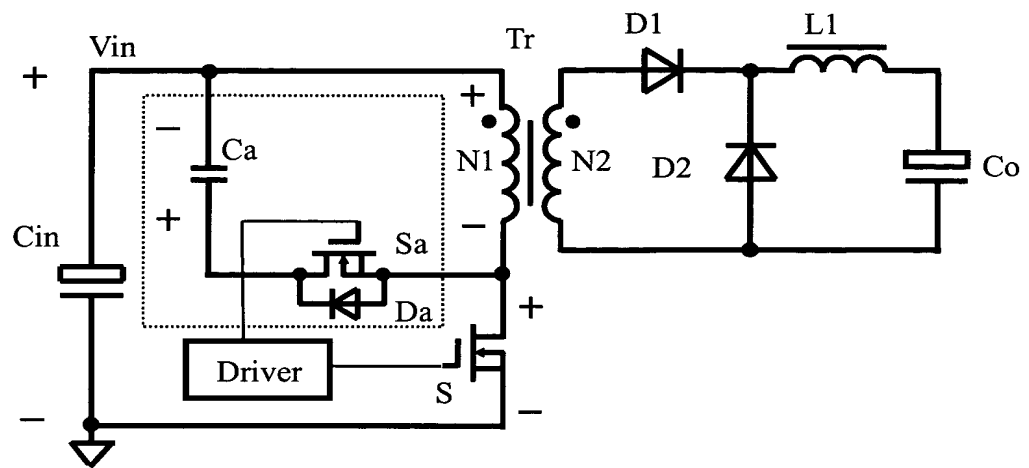 D1 L1
Vin Tr
+ +
−
Ca N1 N2 D2 Co
+ −
Cin Sa
Da +
Driver
S
− −